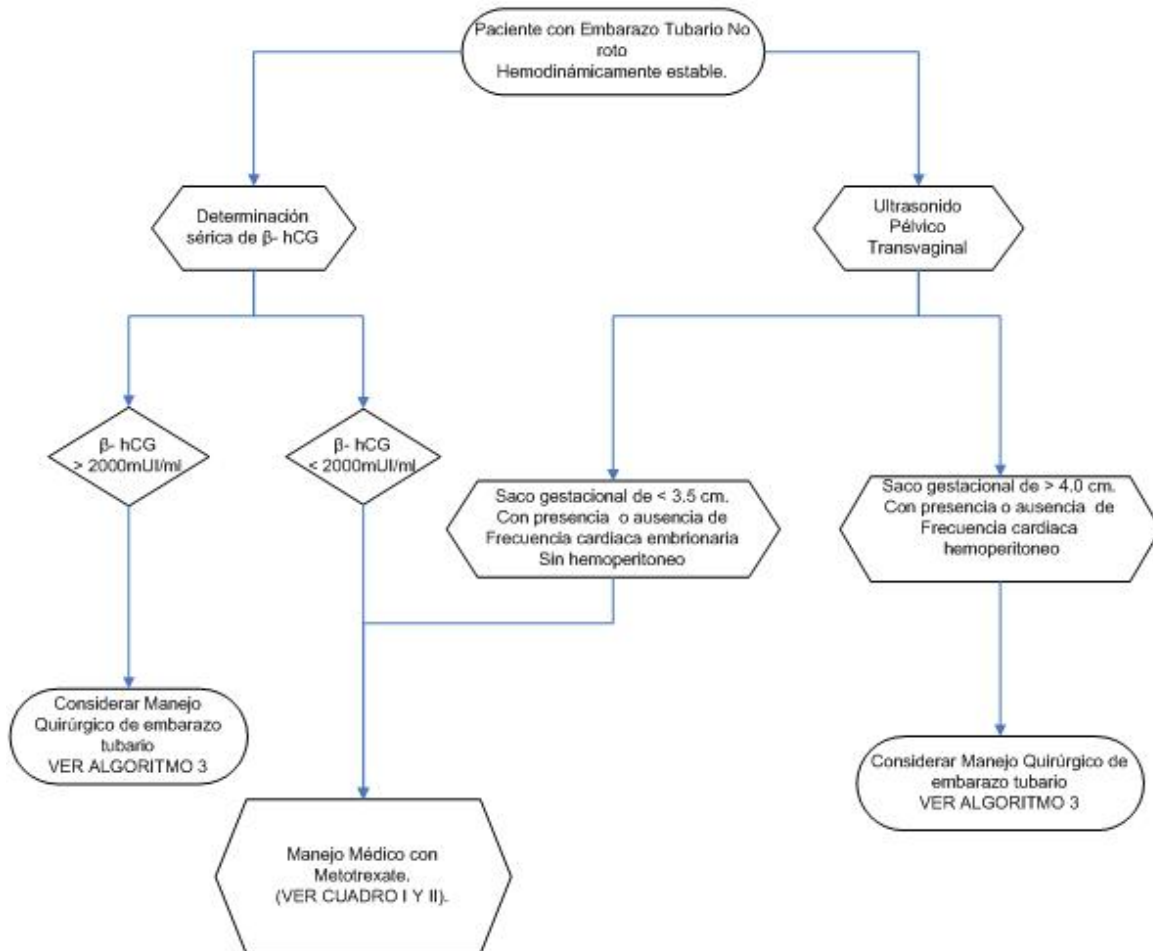 Paciente con Embarazo Tubario No
roto
Hemodinámicamente estable.
Determinación
sérica de β- hCG
Ultrasonido
Pélvico
Transvaginal
β- hCG
> 2000mUI/ml
β- hCG
< 2000mUI/ml
Saco gestacional de < 3.5 cm.
Con presencia o ausencia de
Frecuencia cardiaca embrionaria
Sin hemoperitoneo
Saco gestacional de > 4.0 cm.
Con presencia o ausencia de
Frecuencia cardiaca
hemoperitoneo
Considerar Manejo
Quirúrgico de embarazo
tubario
VER ALGORITMO 3
Manejo Médico con
Metotrexate.
(VER CUADRO I Y II).
Considerar Manejo Quirúrgico de
embarazo tubario
VER ALGORITMO 3